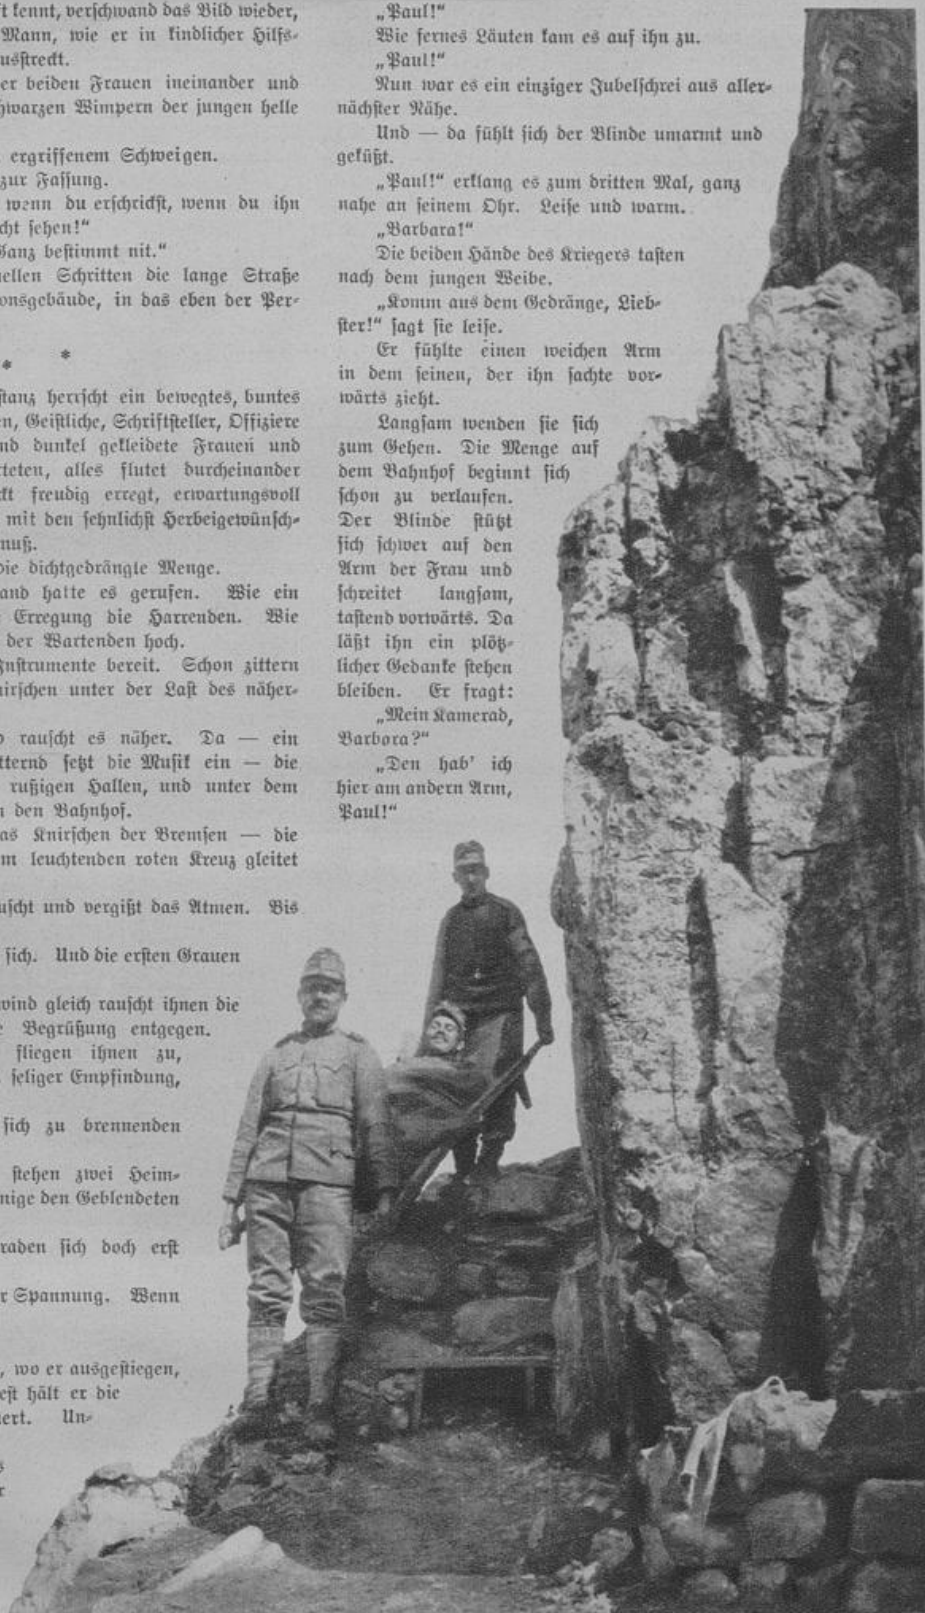 ft kennt, verschwand das Bild wieder,
Mann, wie er in kindlicher Hilfs-
usstreckt.
er beiden Frauen ineinander und
hwarzen Wimpern der jungen helle
ergriffenem Schweigen.
zur Fassung.
wenn du erschrickst, wenn du ihn
cht sehen!“
Ganz bestimmt nit.“
ellen Schritten die lange Straße
onsgebäude, in das eben der Per-
* *
stanz herrscht ein bewegtes, buntes
en, Geistliche, Schriftsteller, Offiziere
nd dunkel gekleidete Frauen und
rteten, alles flutet durcheinander
kt freudig erregt, erwartungsvoll
mit den sehnlichst Herbeigewünsch-
nuß.
die dichtgedrängte Menge.
and hatte es gerufen. Wie ein
Erregung die Harrenden. Wie
der Wartenden hoch.
Instrumente bereit. Schon zittern
nirschen unter der Last des näher-
o rauscht es näher. Da — ein
tternd setzt die Musik ein — die
rußigen Hallen, und unter dem
n den Bahnhof.
as Knirschen der Bremsen — die
m leuchtenden roten Kreuz gleitet
uscht und vergißt das Atmen. Bis
sich. Und die ersten Grauen
wind gleich rauscht ihnen die
e Begrüßung entgegen.
fliegen ihnen zu,
seliger Empfindung,
sich zu brennenden
stehen zwei Heim-
nige den Geblendeten
raden sich doch erst
r Spannung. Wenn
, wo er ausgestiegen,
est hält er die
ert. Un-
s
r
„Paul!“
Wie fernes Läuten kam es auf ihn zu.
„Paul!“
Nun war es ein einziger Jubelschrei aus aller-
nächster Nähe.
Und — da fühlt sich der Blinde umarmt und
geküßt.
„Paul!“ erklang es zum dritten Mal, ganz
nahe an seinem Ohr. Leise und warm.
„Barbara!“
Die beiden Hände des Kriegers tasten
nach dem jungen Weibe.
„Komm aus dem Gedränge, Lieb-
ster!“ sagt sie leise.
Er fühlte einen weichen Arm
in dem seinen, der ihn sachte vor-
wärts zieht.
Langsam wenden sie sich
zum Gehen. Die Menge auf
dem Bahnhof beginnt sich
schon zu verlaufen.
Der Blinde stützt
sich schwer auf den
Arm der Frau und
schreitet langsam,
tastend vorwärts. Da
läßt ihn ein plötz-
licher Gedanke stehen
bleiben. Er fragt:
„Mein Kamerad,
Barbora?“
„Den hab' ich
hier am andern Arm,
Paul!“